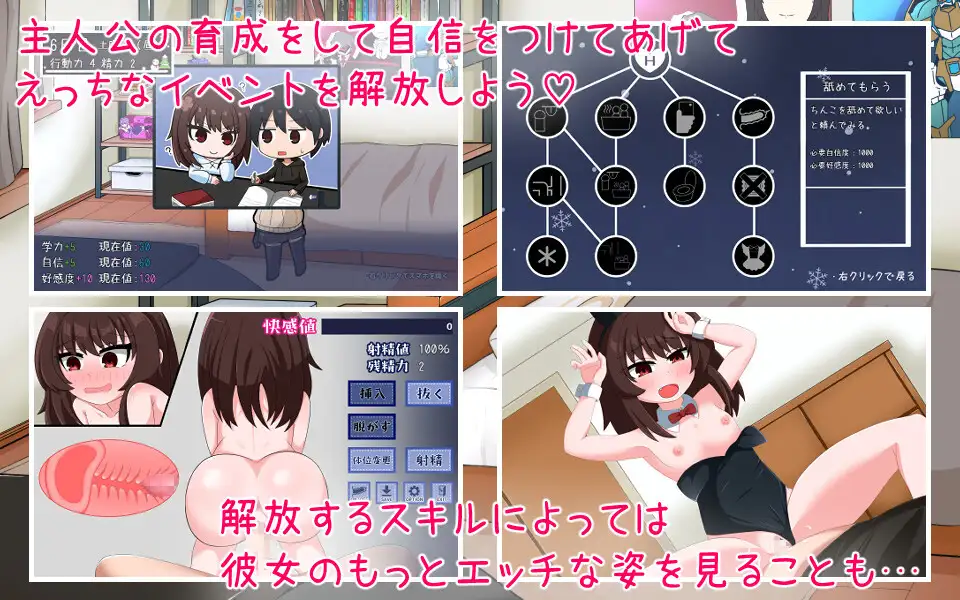 主人公の育成をして自信をつけてあげて
えっちなイベントを解放しよう♡
行動力 4 精力 2
学力+5 現在値:30
自信+5 現在値:60
好感度+10 現在値:130
H
舐めてもらう
ちんこを舐めて欲しい
と頼んでみる。
必要自信度 : 1000
必要好感度 : 1000
・右クリックで戻る
快感値
0
射精値 100%
残精力 2
挿入 抜く
脱がす
体位変更 射精
解放するスキルによっては
彼女のもっとエッチな姿を見ることも…